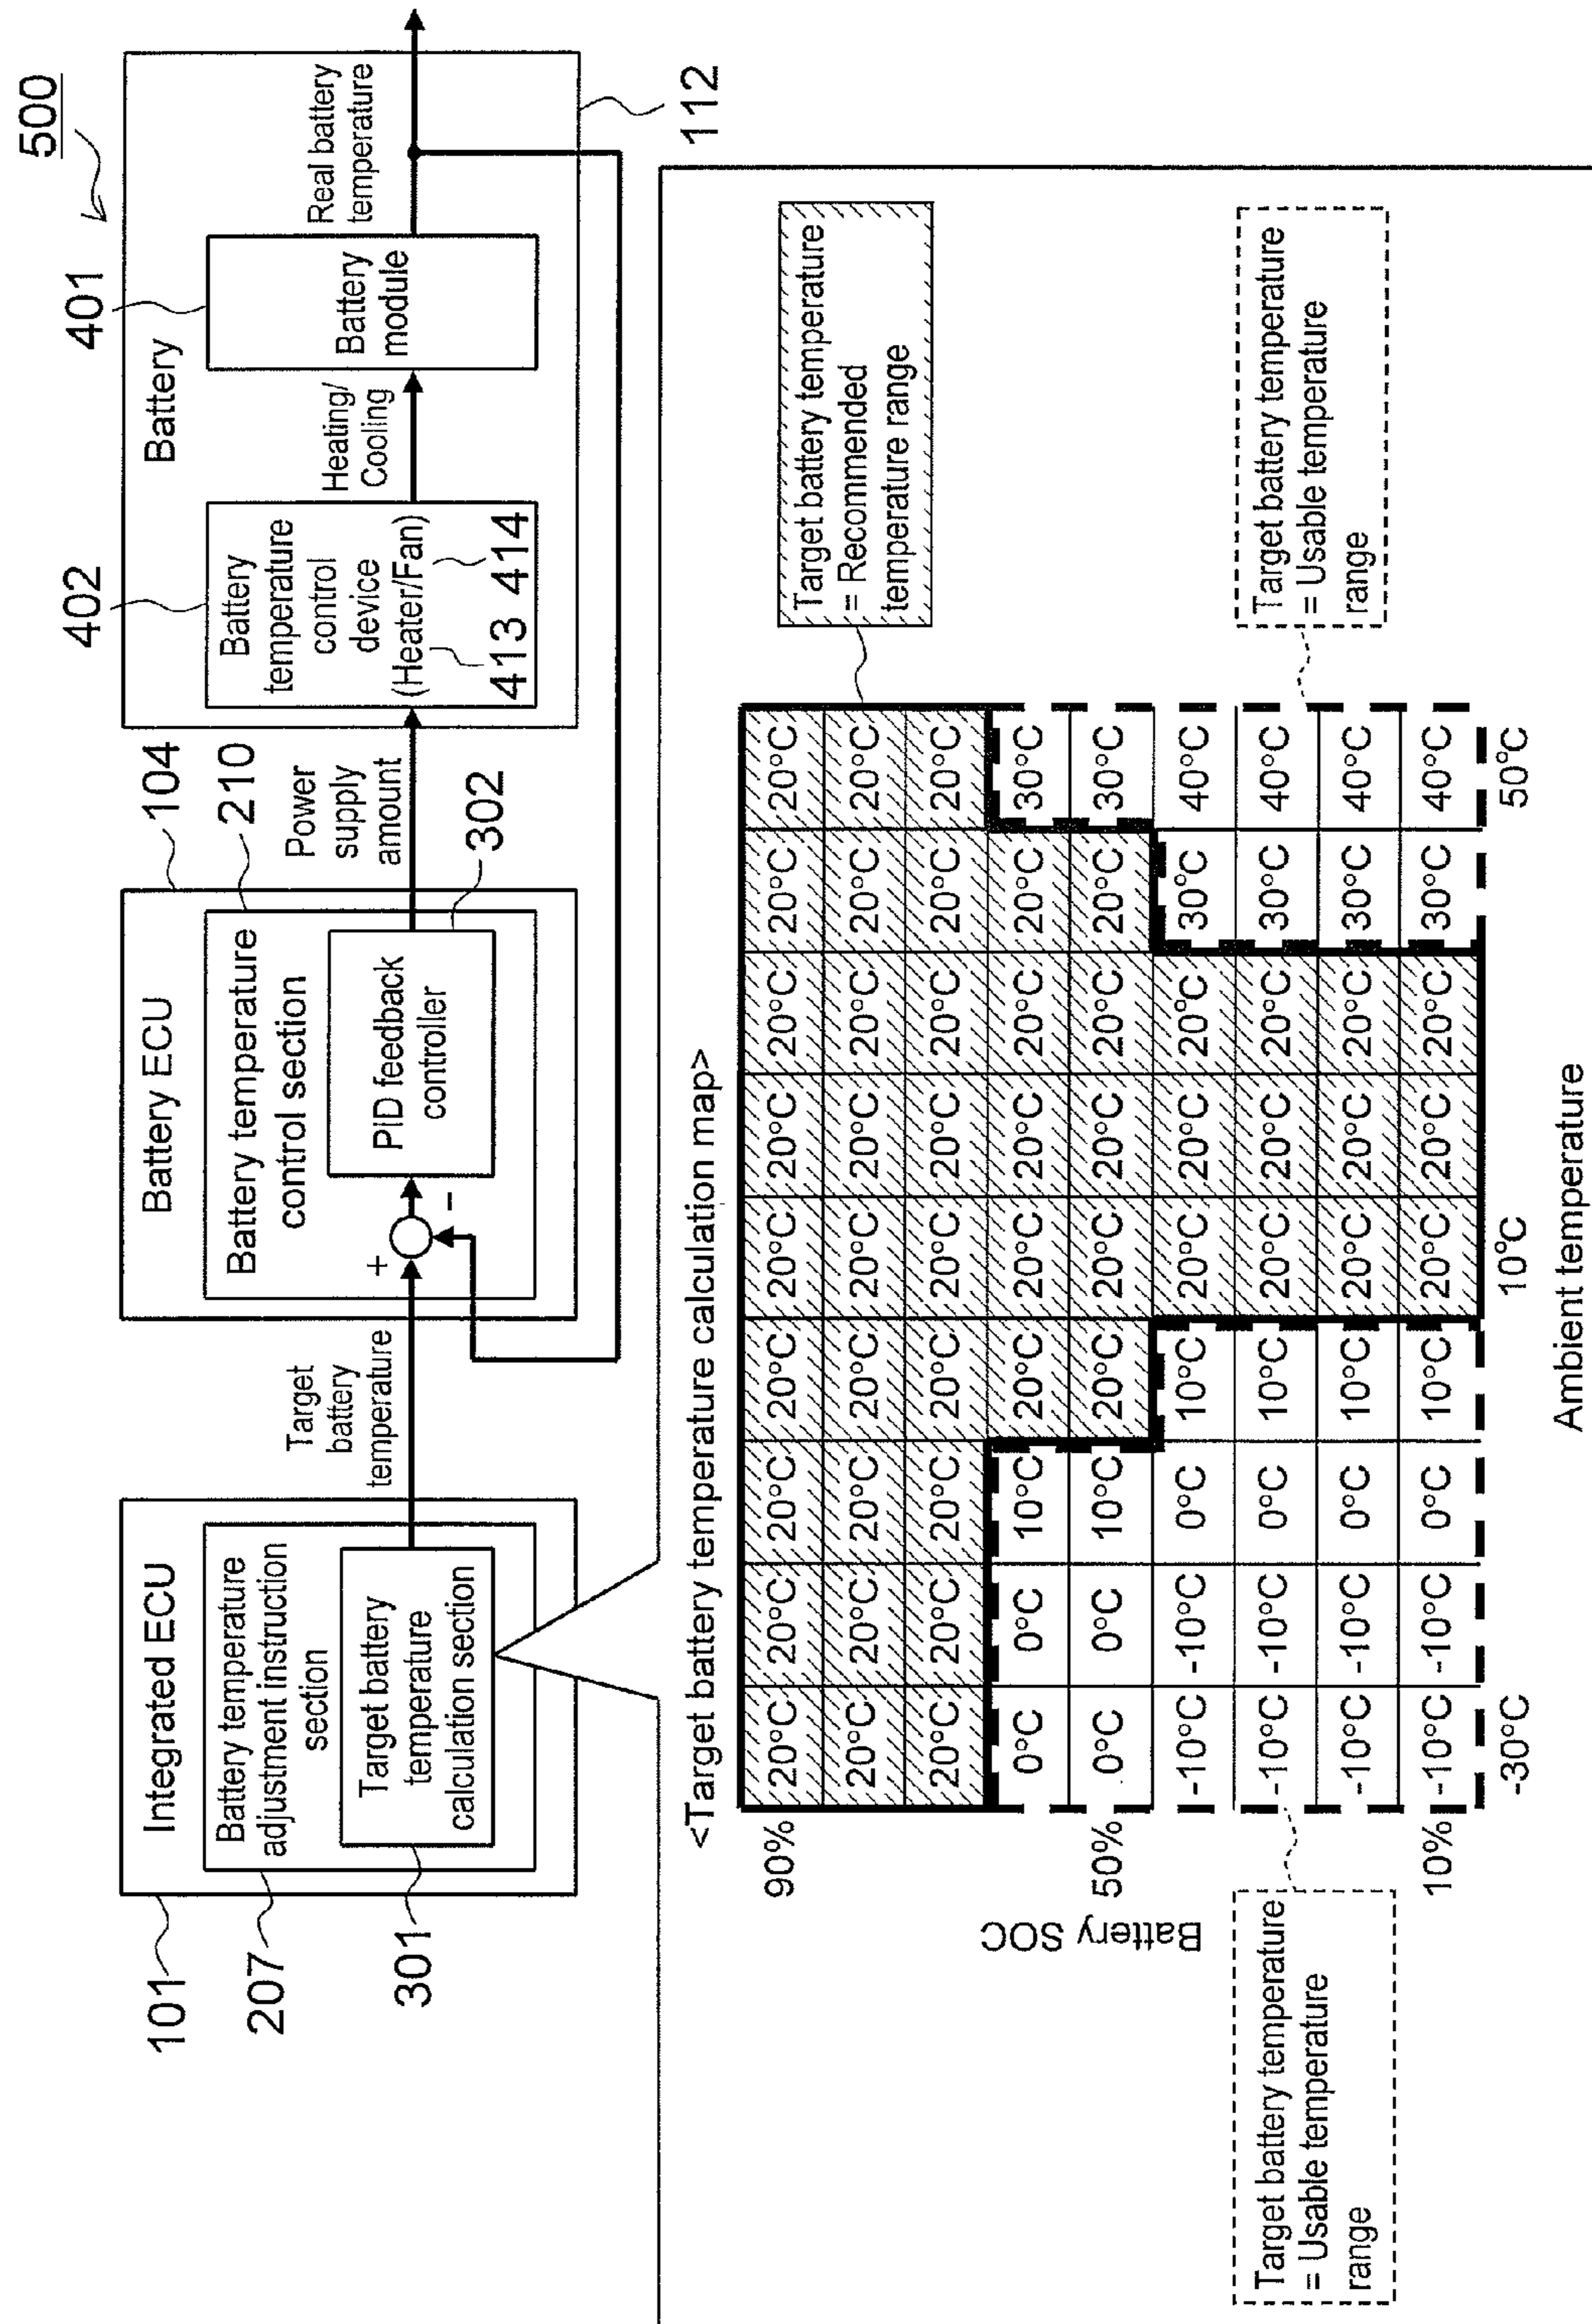 500
101
Integrated ECU
207
Battery temperature
adjustment instruction
section
301
Target battery
temperature
calculation section
Target
battery
temperature
104
Battery ECU
210
Battery temperature
control section
+
-
PID feedback
controller
302
Power
supply
amount
112
Battery
402
Battery
temperature
control
device
(Heater/Fan)
413 414
Heating/
Cooling
401
Battery
module
Real battery
temperature
<Target battery temperature calculation map>
Battery SOC
90% 20°C 20°C 20°C 20°C 20°C 20°C 20°C 20°C 20°C
20°C 20°C 20°C 20°C 20°C 20°C 20°C 20°C 20°C
20°C 20°C 20°C 20°C 20°C 20°C 20°C 20°C 20°C
0°C 0°C 10°C 20°C 20°C 20°C 20°C 20°C 30°C
50% 0°C 0°C 10°C 20°C 20°C 20°C 20°C 20°C 30°C
-10°C -10°C 0°C 10°C 20°C 20°C 20°C 30°C 40°C
-10°C -10°C 0°C 10°C 20°C 20°C 20°C 30°C 40°C
-10°C -10°C 0°C 10°C 20°C 20°C 20°C 30°C 40°C
10% -10°C -10°C 0°C 10°C 20°C 20°C 20°C 30°C 40°C
-30°C 10°C 50°C
Ambient temperature
Target battery temperature
= Recommended
temperature range
Target battery temperature
= Usable temperature
range
Target battery temperature
= Usable temperature
range